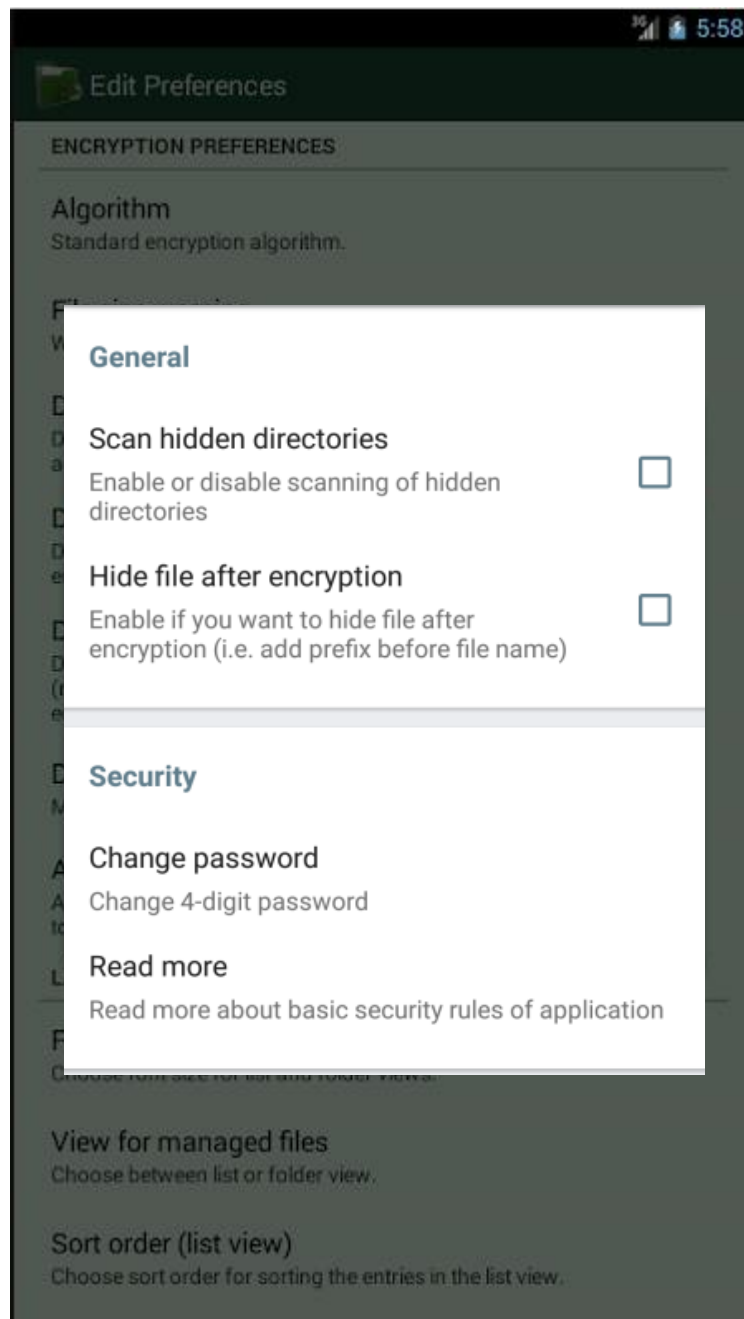 3G 5:58
Edit Preferences
ENCRYPTION PREFERENCES
Algorithm
Standard encryption algorithm.
General
Scan hidden directories
Enable or disable scanning of hidden
directories
Hide file after encryption
Enable if you want to hide file after
encryption (i.e. add prefix before file name)
Security
Change password
Change 4-digit password
Read more
Read more about basic security rules of application
View for managed files
Choose between list or folder view.
Sort order (list view)
Choose sort order for sorting the entries in the list view.